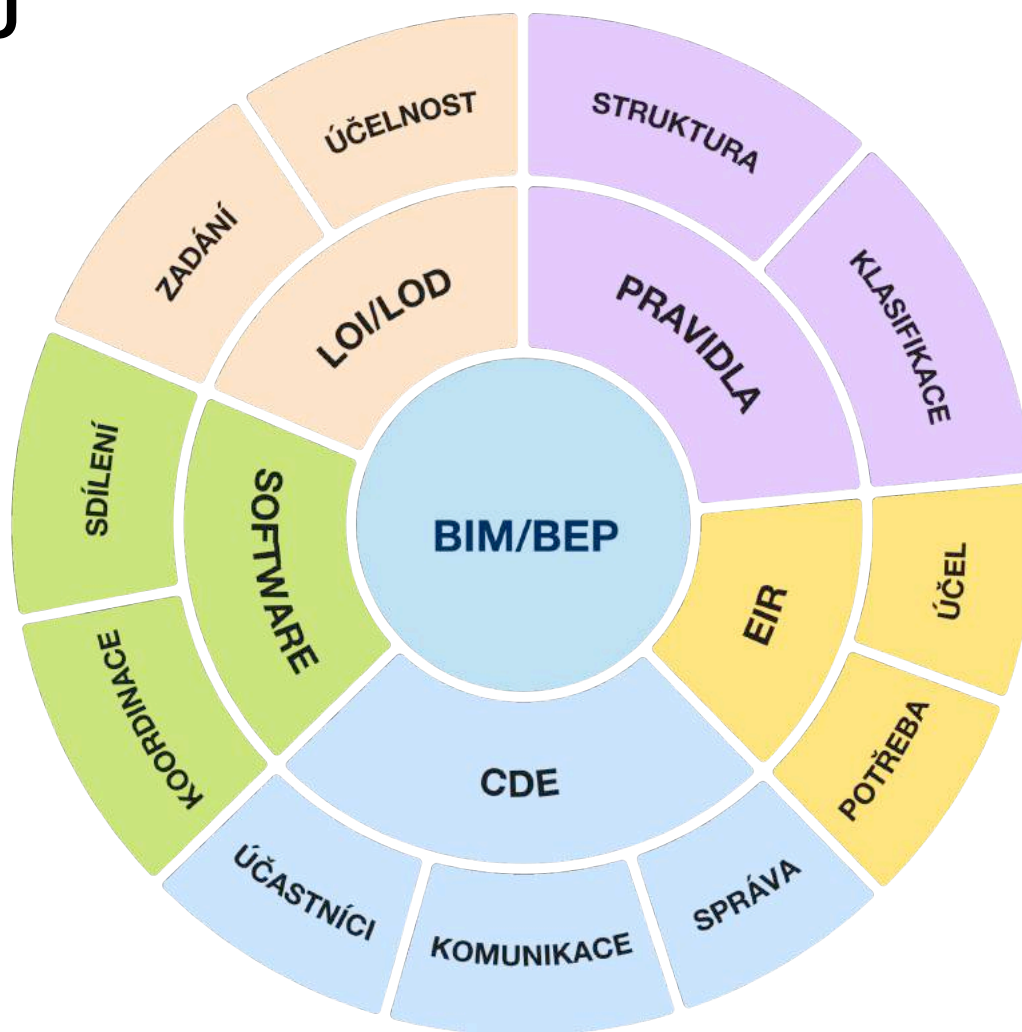 ÚČELNOST
STRUKTURA
ZADÁNÍ
LOI/LOD
PRAVIDLA
KLASIFIKACE
SDÍLENÍ
SOFTWARE
BIM/BEP
EIR
ÚČEL
KOORDINACE
POTŘEBA
CDE
ÚČASTNÍCI
KOMUNIKACE
SPRÁVA